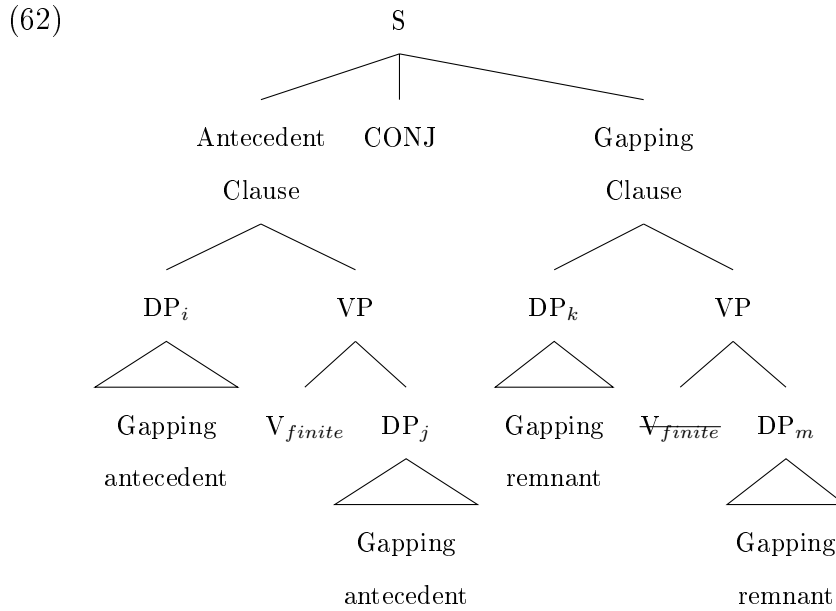 (62) S
Antecedent CONJ Gapping
Clause Clause
DP_i VP DP_k VP
Gapping V_finite DP_j Gapping V_finite DP_m
antecedent remnant
Gapping Gapping
antecedent remnant